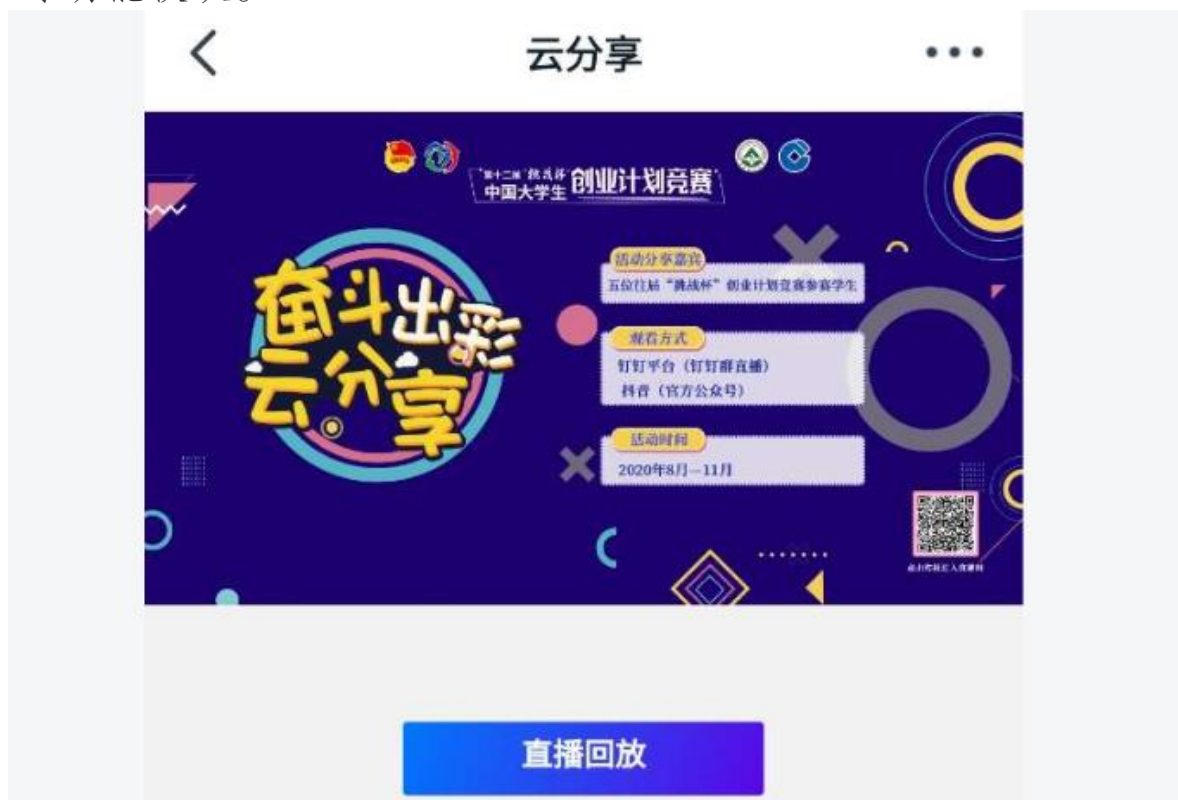 云分享
“第十二届“挑战杯”
中国大学生 创业计划竞赛
奋斗出彩
云分享
活动分享嘉宾
五位往届“挑战杯”创业计划竞赛参赛学生
观看方式
钉钉平台（钉钉群直播）
抖音（官方公众号）
活动时间
2020年8月—11月
直播回放